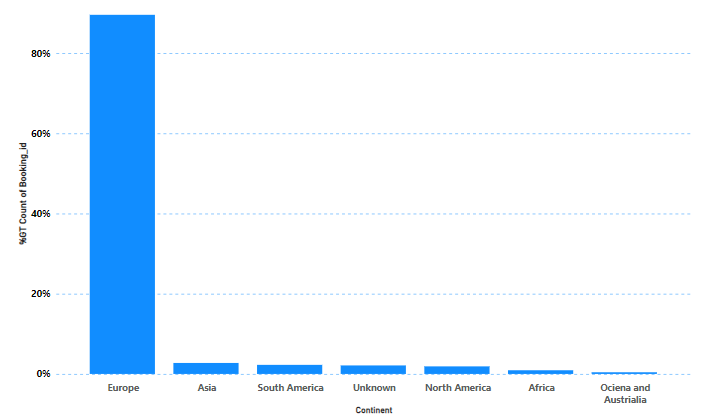 %GT Count of Booking_id
80%
60%
40%
20%
0%
Europe
Asia
South America
Unknown
North America
Africa
Ociena and
Austrialia
Continent